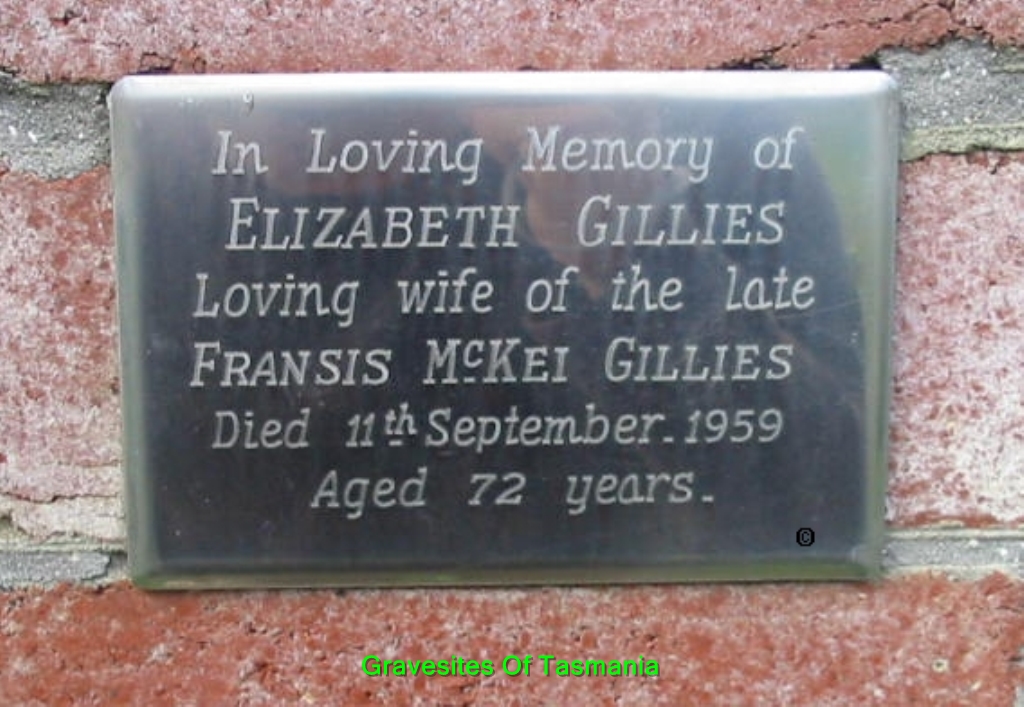 In Loving Memory of
ELIZABETH GILLIES
Loving wife of the late
FRANSIS McKEI GILLIES
Died 11th September. 1959
Aged 72 years.
©
Gravesites Of Tasmania